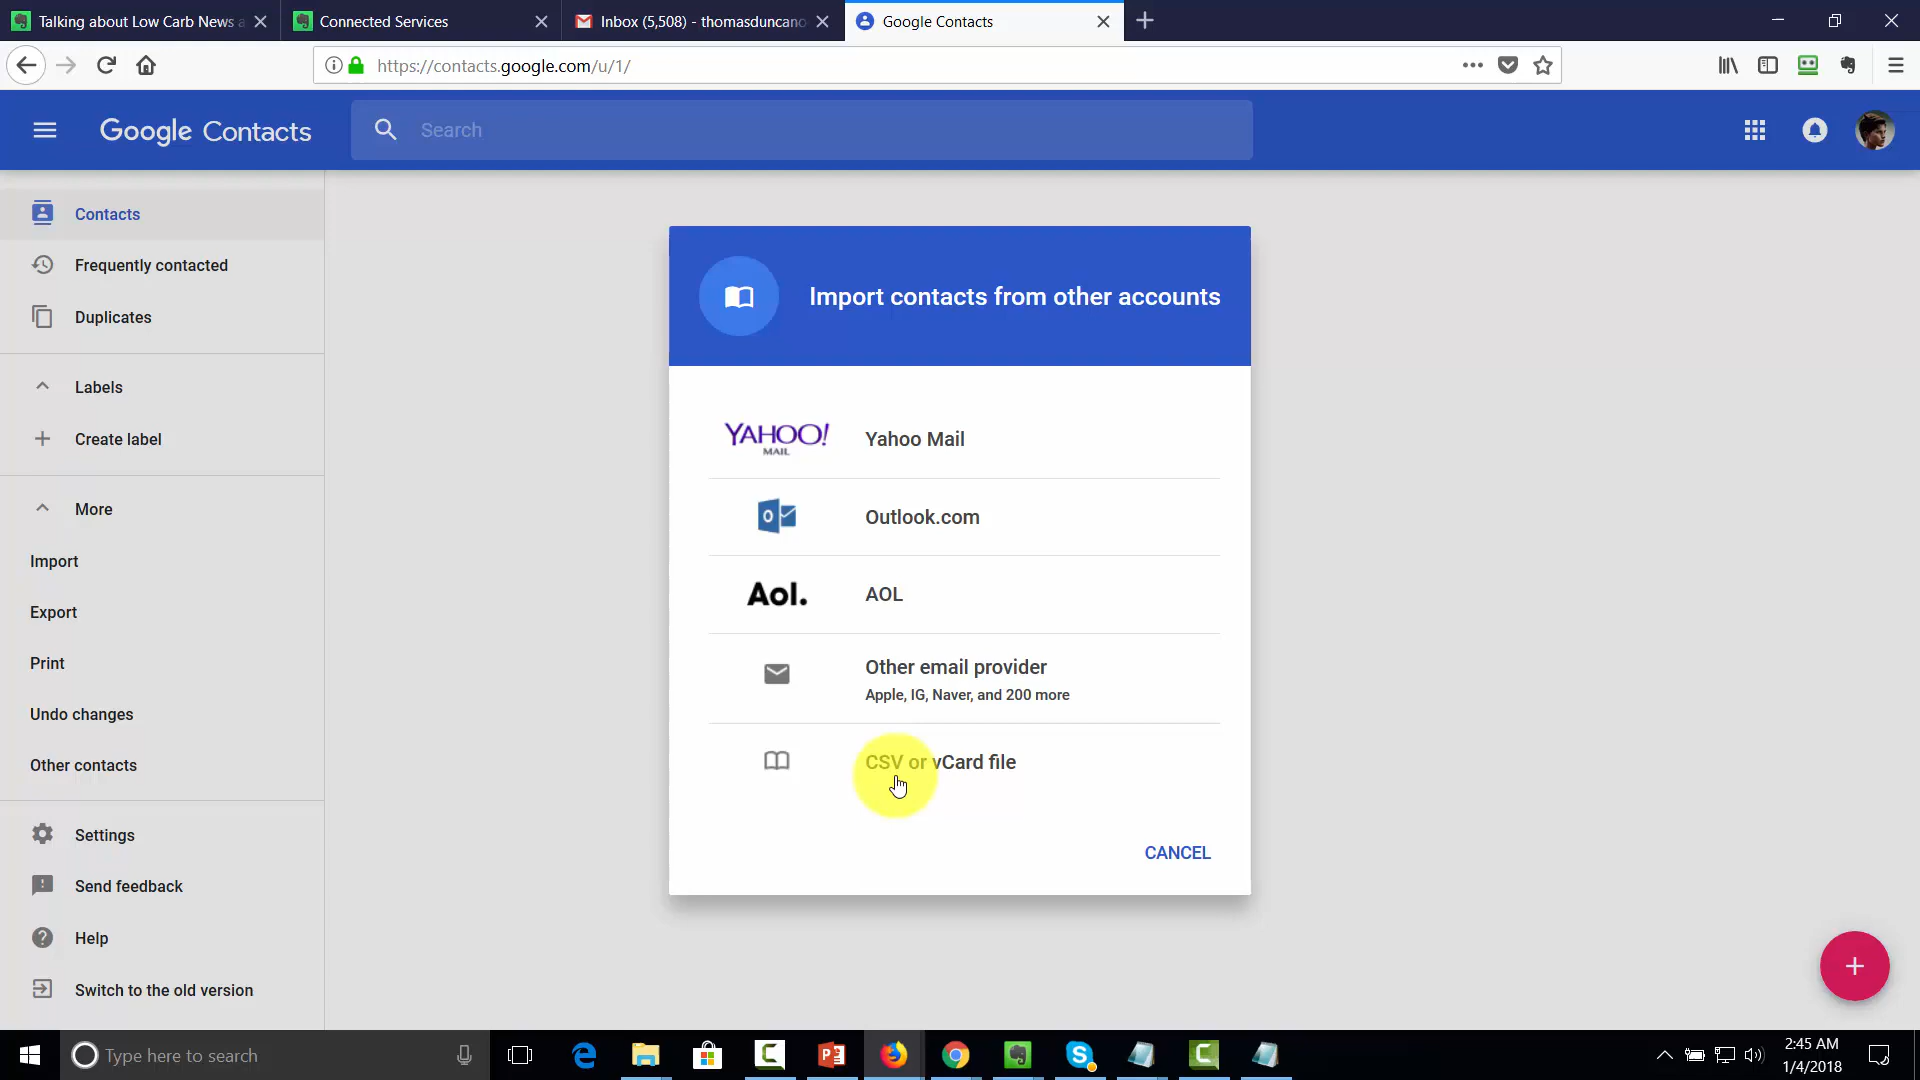 Talking about Low Carb News a
Connected Services
Inbox (5,508) - thomasduncano
Google Contacts
https://contacts.google.com/u/1/
Google Contacts
Search
Contacts
Frequently contacted
Duplicates
Labels
Create label
More
Import
Export
Print
Undo changes
Other contacts
Settings
Send feedback
Help
Switch to the old version
Import contacts from other accounts
YAHOO!
MAIL
Yahoo Mail
Outlook.com
Aol.
AOL
Other email provider
Apple, IG, Naver, and 200 more
CSV or vCard file
CANCEL
Type here to search
2:45 AM
1/4/2018